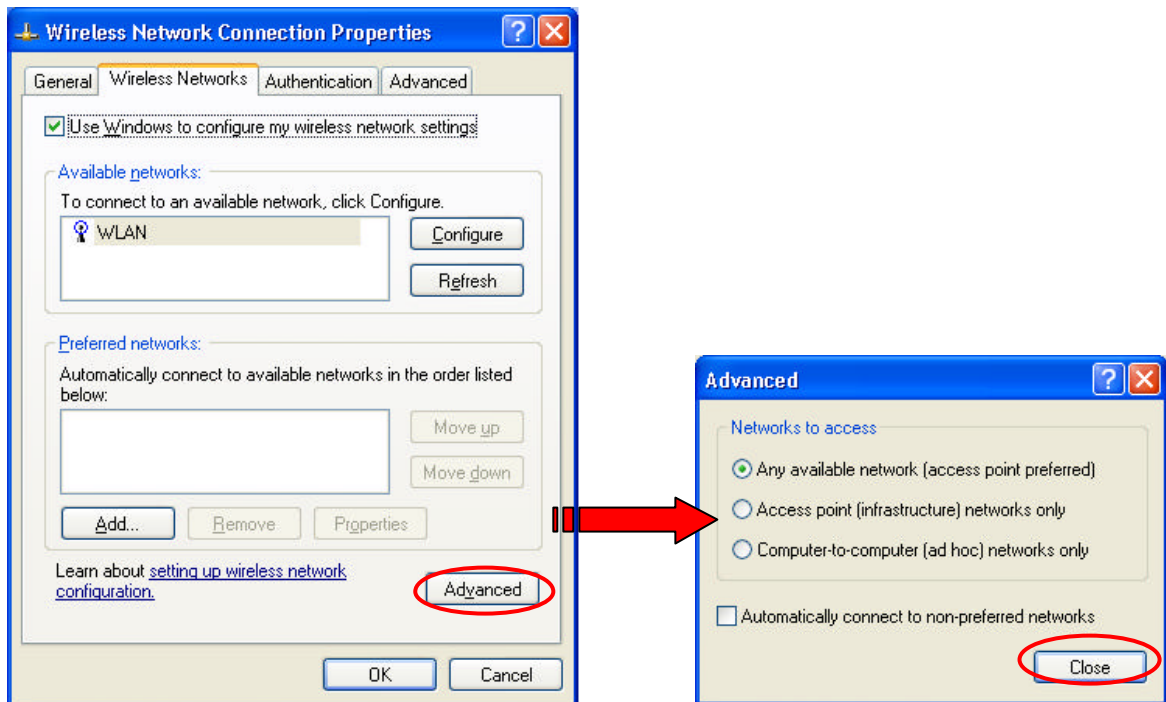 Wireless Network Connection Properties
General
Wireless Networks
Authentication
Advanced
Use Windows to configure my wireless network settings
Available networks:
To connect to an available network, click Configure.
WLAN
Configure
Refresh
Preferred networks:
Automatically connect to available networks in the order listed
below:
Move up
Move down
Add...
Remove
Properties
Learn about setting up wireless network
configuration.
Advanced
OK
Cancel
Advanced
Networks to access
Any available network (access point preferred)
Access point (infrastructure) networks only
Computer-to-computer (ad hoc) networks only
Automatically connect to non-preferred networks
Close